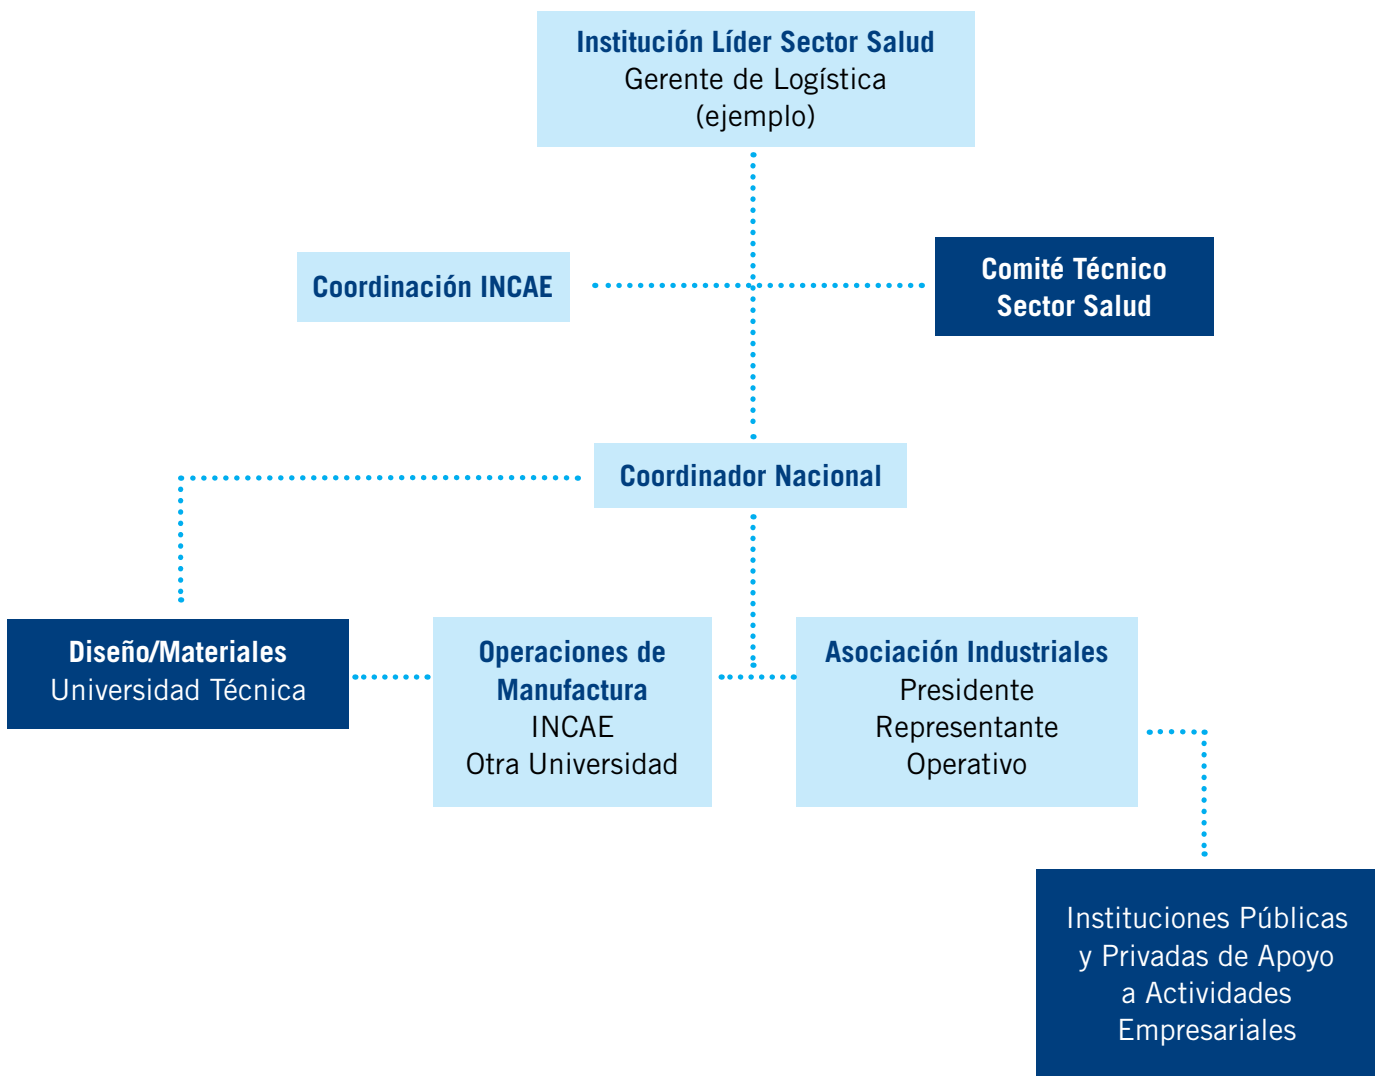 Institución Líder Sector Salud
Gerente de Logística
(ejemplo)
Coordinación INCAE
Comité Técnico
Sector Salud
Coordinador Nacional
Diseño/Materiales
Universidad Técnica
Operaciones de
Manufactura
INCAE
Otra Universidad
Asociación Industriales
Presidente
Representante
Operativo
Instituciones Públicas
y Privadas de Apoyo
a Actividades
Empresariales